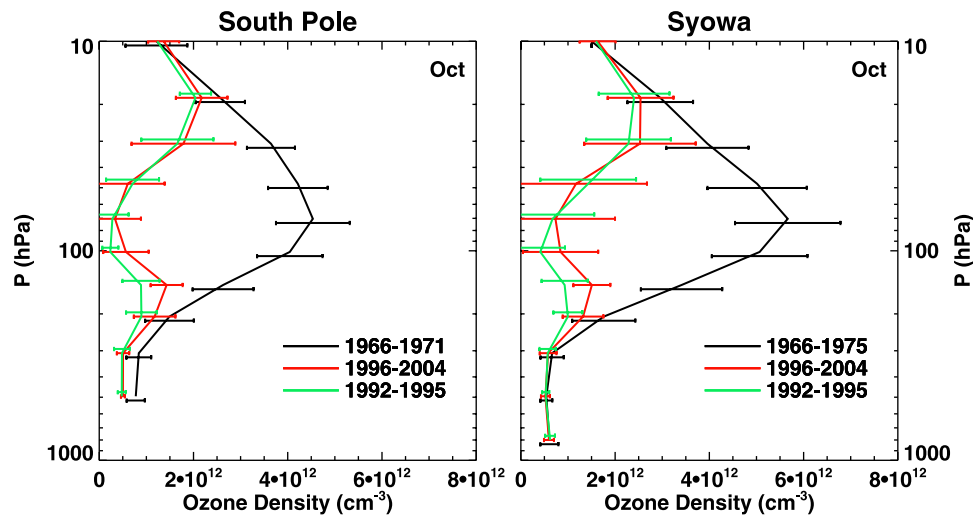 South Pole
Syowa
10
Oct
Oct
10
P (hPa)
100
100
P (hPa)
1966-1971
1996-2004
1992-1995
1966-1975
1996-2004
1992-1995
1000
1000
0 2•10¹² 4•10¹² 6•10¹² 8•10¹²
0 2•10¹² 4•10¹² 6•10¹² 8•10¹²
Ozone Density (cm⁻³)
Ozone Density (cm⁻³)